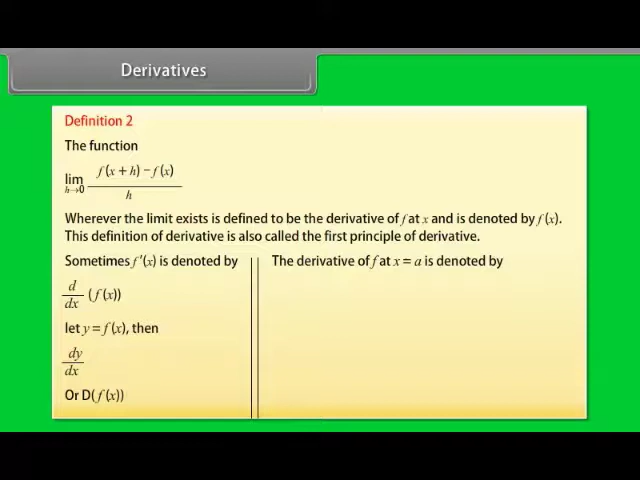 Derivatives
Definition 2
The function
lim h→0 f(x + h) − f(x) / h
Wherever the limit exists is defined to be the derivative of f at x and is denoted by f(x).
This definition of derivative is also called the first principle of derivative.
Sometimes f'(x) is denoted by
d/dx (f(x))
let y = f(x), then
dy/dx
Or D(f(x))
The derivative of f at x = a is denoted by